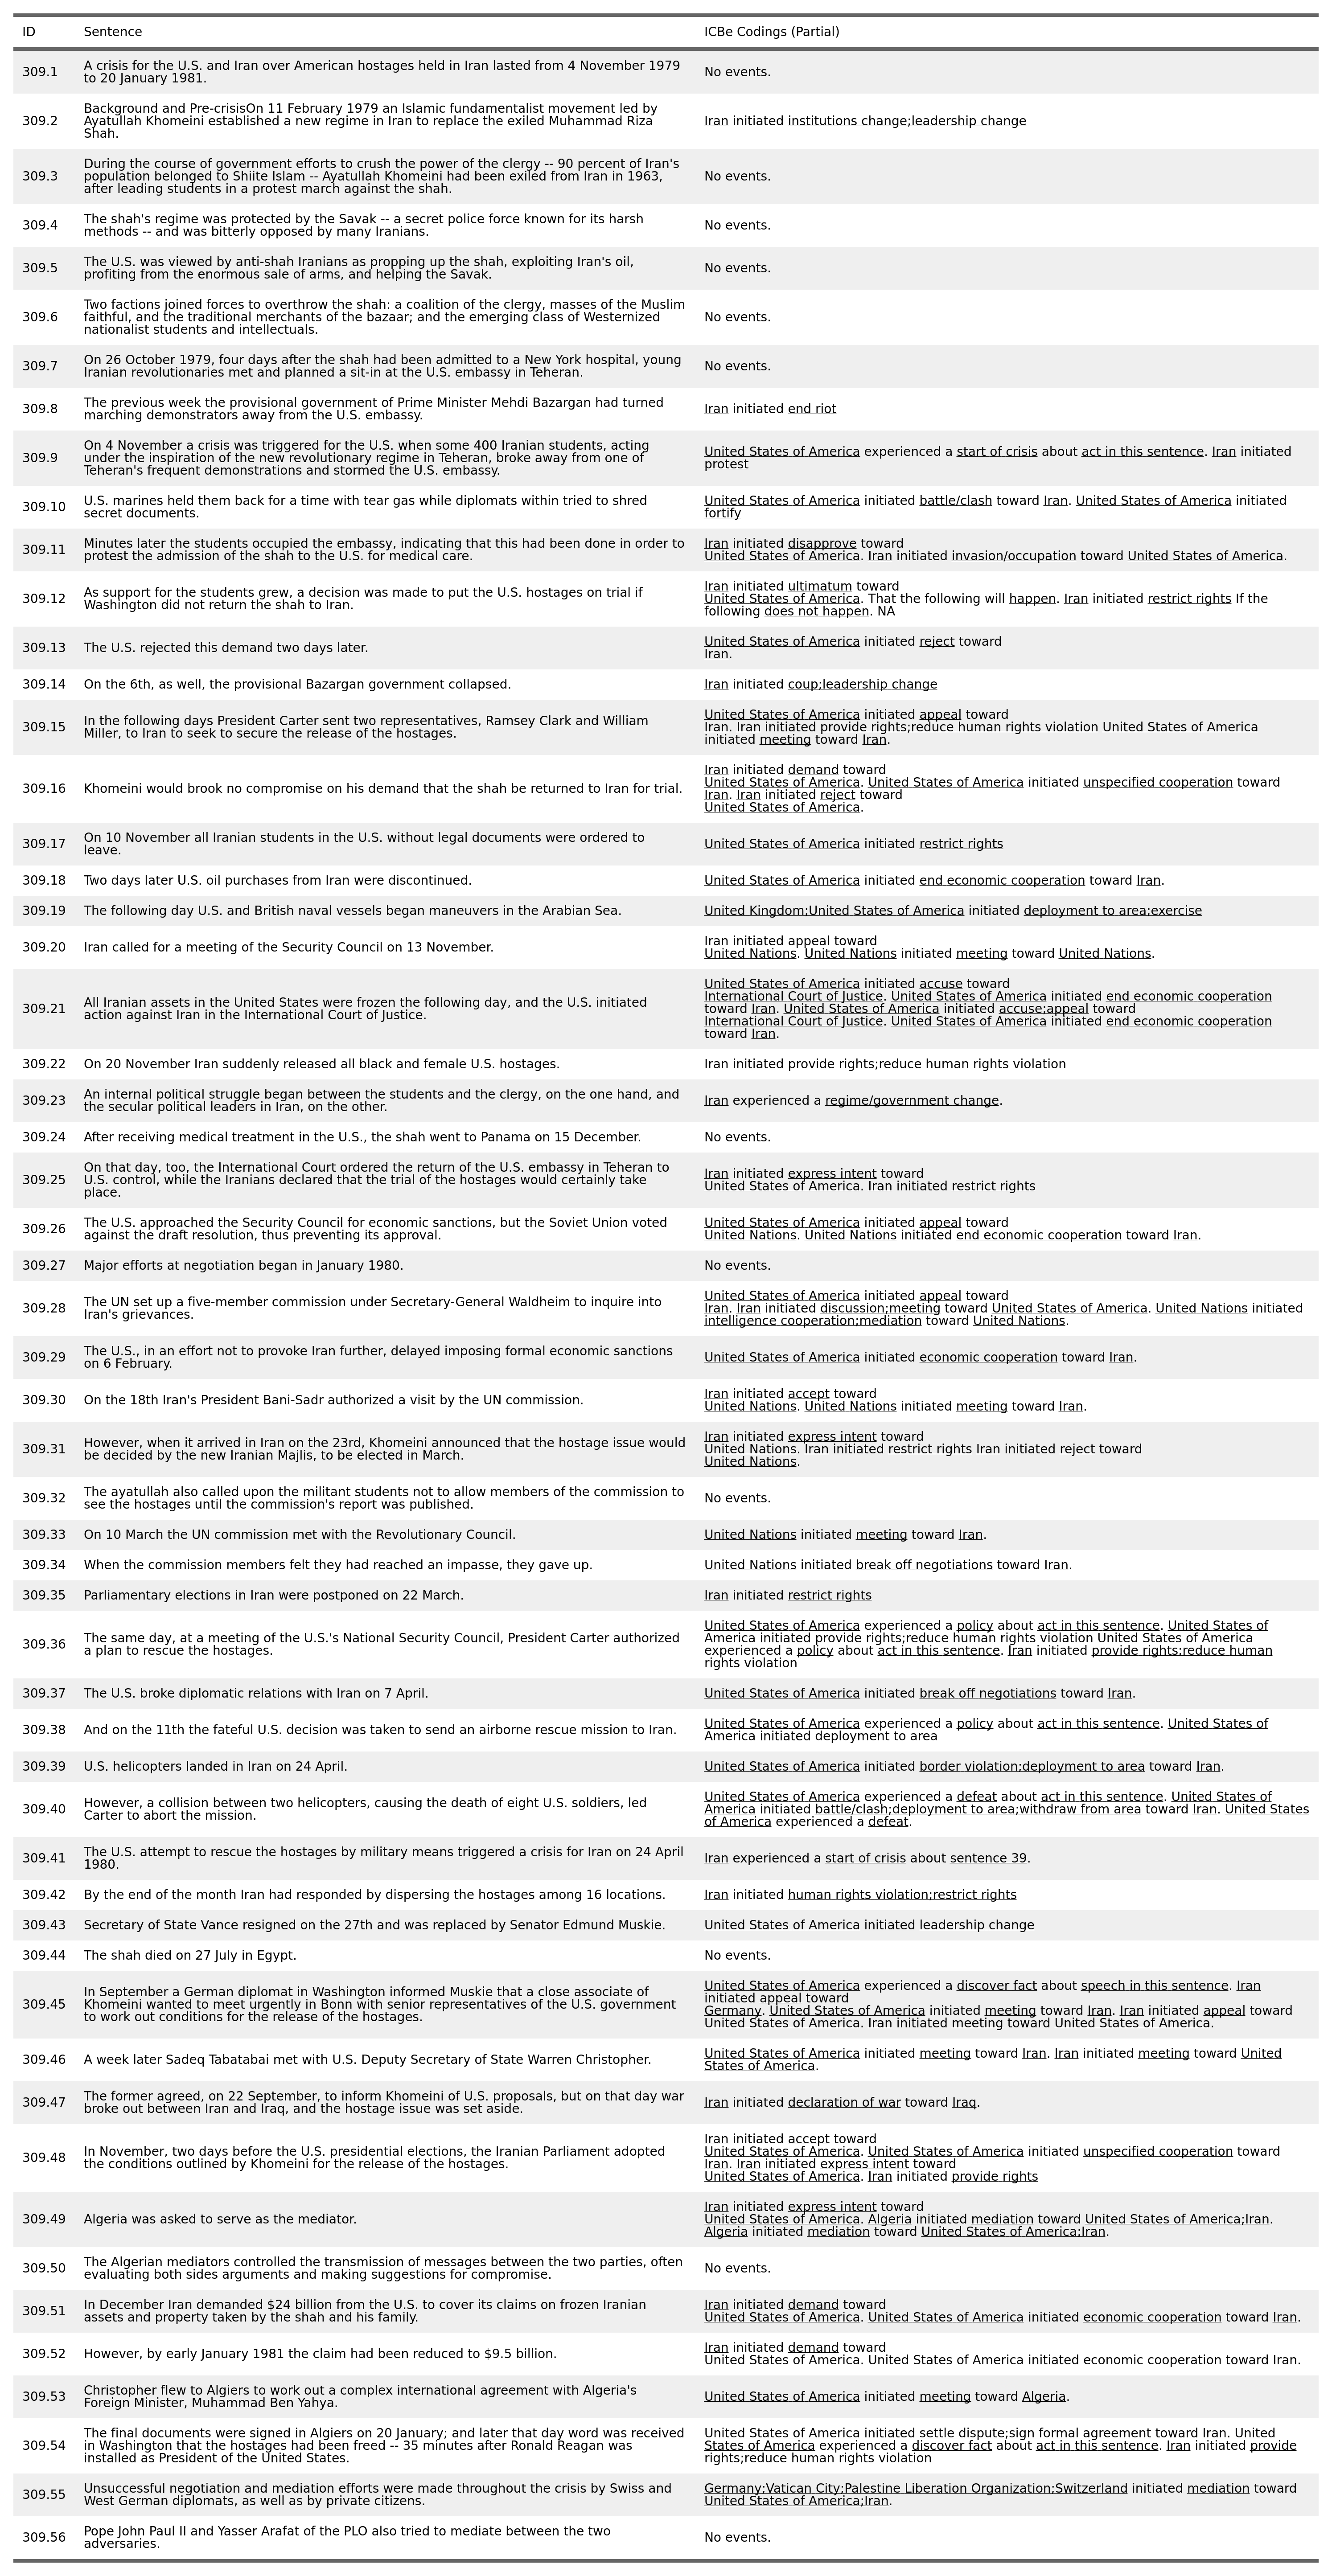 ID Sentence ICBe Codings (Partial)
309.1 A crisis for the U.S. and Iran over American hostages held in Iran lasted from 4 November 1979
to 20 January 1981. No events.
309.2 Background and Pre-crisisOn 11 February 1979 an Islamic fundamentalist movement led by
Ayatullah Khomeini established a new regime in Iran to replace the exiled Muhammad Riza
Shah. Iran initiated institutions change;leadership change
309.3 During the course of government efforts to crush the power of the clergy -- 90 percent of Iran's
population belonged to Shiite Islam -- Ayatullah Khomeini had been exiled from Iran in 1963,
after leading students in a protest march against the shah. No events.
309.4 The shah's regime was protected by the Savak -- a secret police force known for its harsh
methods -- and was bitterly opposed by many Iranians. No events.
309.5 The U.S. was viewed by anti-shah Iranians as propping up the shah, exploiting Iran's oil,
profiting from the enormous sale of arms, and helping the Savak. No events.
309.6 Two factions joined forces to overthrow the shah: a coalition of the clergy, masses of the Muslim
faithful, and the traditional merchants of the bazaar; and the emerging class of Westernized
nationalist students and intellectuals. No events.
309.7 On 26 October 1979, four days after the shah had been admitted to a New York hospital, young
Iranian revolutionaries met and planned a sit-in at the U.S. embassy in Teheran. No events.
309.8 The previous week the provisional government of Prime Minister Mehdi Bazargan had turned
marching demonstrators away from the U.S. embassy. Iran initiated end riot
309.9 On 4 November a crisis was triggered for the U.S. when some 400 Iranian students, acting
under the inspiration of the new revolutionary regime in Teheran, broke away from one of
Teheran's frequent demonstrations and stormed the U.S. embassy.
United States of America experienced a start of crisis about act in this sentence. Iran initiated
protest
309.10 U.S. marines held them back for a time with tear gas while diplomats within tried to shred
secret documents.
United States of America initiated battle/clash toward Iran. United States of America initiated
fortify
309.11 Minutes later the students occupied the embassy, indicating that this had been done in order to
protest the admission of the shah to the U.S. for medical care.
Iran initiated disapprove toward
United States of America. Iran initiated invasion/occupation toward United States of America.
309.12 As support for the students grew, a decision was made to put the U.S. hostages on trial if
Washington did not return the shah to Iran.
Iran initiated ultimatum toward
United States of America. That the following will happen. Iran initiated restrict rights If the
following does not happen. NA
309.13 The U.S. rejected this demand two days later.
United States of America initiated reject toward
Iran.
309.14 On the 6th, as well, the provisional Bazargan government collapsed. Iran initiated coup;leadership change
309.15 In the following days President Carter sent two representatives, Ramsey Clark and William
Miller, to Iran to seek to secure the release of the hostages.
United States of America initiated appeal toward
Iran. Iran initiated provide rights;reduce human rights violation United States of America
initiated meeting toward Iran.
309.16 Khomeini would brook no compromise on his demand that the shah be returned to Iran for trial.
Iran initiated demand toward
United States of America. United States of America initiated unspecified cooperation toward
Iran. Iran initiated reject toward
United States of America.
309.17 On 10 November all Iranian students in the U.S. without legal documents were ordered to
leave. United States of America initiated restrict rights
309.18 Two days later U.S. oil purchases from Iran were discontinued. United States of America initiated end economic cooperation toward Iran.
309.19 The following day U.S. and British naval vessels began maneuvers in the Arabian Sea. United Kingdom;United States of America initiated deployment to area;exercise
309.20 Iran called for a meeting of the Security Council on 13 November.
Iran initiated appeal toward
United Nations. United Nations initiated meeting toward United Nations.
309.21 All Iranian assets in the United States were frozen the following day, and the U.S. initiated
action against Iran in the International Court of Justice.
United States of America initiated accuse toward
International Court of Justice. United States of America initiated end economic cooperation
toward Iran. United States of America initiated accuse;appeal toward
International Court of Justice. United States of America initiated end economic cooperation
toward Iran.
309.22 On 20 November Iran suddenly released all black and female U.S. hostages. Iran initiated provide rights;reduce human rights violation
309.23 An internal political struggle began between the students and the clergy, on the one hand, and
the secular political leaders in Iran, on the other. Iran experienced a regime/government change.
309.24 After receiving medical treatment in the U.S., the shah went to Panama on 15 December. No events.
309.25 On that day, too, the International Court ordered the return of the U.S. embassy in Teheran to
U.S. control, while the Iranians declared that the trial of the hostages would certainly take
place.
Iran initiated express intent toward
United States of America. Iran initiated restrict rights
309.26 The U.S. approached the Security Council for economic sanctions, but the Soviet Union voted
against the draft resolution, thus preventing its approval.
United States of America initiated appeal toward
United Nations. United Nations initiated end economic cooperation toward Iran.
309.27 Major efforts at negotiation began in January 1980. No events.
309.28 The UN set up a five-member commission under Secretary-General Waldheim to inquire into
Iran's grievances.
United States of America initiated appeal toward
Iran. Iran initiated discussion;meeting toward United States of America. United Nations initiated
intelligence cooperation;mediation toward United Nations.
309.29 The U.S., in an effort not to provoke Iran further, delayed imposing formal economic sanctions
on 6 February. United States of America initiated economic cooperation toward Iran.
309.30 On the 18th Iran's President Bani-Sadr authorized a visit by the UN commission.
Iran initiated accept toward
United Nations. United Nations initiated meeting toward Iran.
309.31 However, when it arrived in Iran on the 23rd, Khomeini announced that the hostage issue would
be decided by the new Iranian Majlis, to be elected in March.
Iran initiated express intent toward
United Nations. Iran initiated restrict rights Iran initiated reject toward
United Nations.
309.32 The ayatullah also called upon the militant students not to allow members of the commission to
see the hostages until the commission's report was published. No events.
309.33 On 10 March the UN commission met with the Revolutionary Council. United Nations initiated meeting toward Iran.
309.34 When the commission members felt they had reached an impasse, they gave up. United Nations initiated break off negotiations toward Iran.
309.35 Parliamentary elections in Iran were postponed on 22 March. Iran initiated restrict rights
309.36 The same day, at a meeting of the U.S.'s National Security Council, President Carter authorized
a plan to rescue the hostages.
United States of America experienced a policy about act in this sentence. United States of
America initiated provide rights;reduce human rights violation United States of America
experienced a policy about act in this sentence. Iran initiated provide rights;reduce human
rights violation
309.37 The U.S. broke diplomatic relations with Iran on 7 April. United States of America initiated break off negotiations toward Iran.
309.38 And on the 11th the fateful U.S. decision was taken to send an airborne rescue mission to Iran.
United States of America experienced a policy about act in this sentence. United States of
America initiated deployment to area
309.39 U.S. helicopters landed in Iran on 24 April. United States of America initiated border violation;deployment to area toward Iran.
309.40 However, a collision between two helicopters, causing the death of eight U.S. soldiers, led
Carter to abort the mission.
United States of America experienced a defeat about act in this sentence. United States of
America initiated battle/clash;deployment to area;withdraw from area toward Iran. United States
of America experienced a defeat.
309.41 The U.S. attempt to rescue the hostages by military means triggered a crisis for Iran on 24 April
1980. Iran experienced a start of crisis about sentence 39.
309.42 By the end of the month Iran had responded by dispersing the hostages among 16 locations. Iran initiated human rights violation;restrict rights
309.43 Secretary of State Vance resigned on the 27th and was replaced by Senator Edmund Muskie. United States of America initiated leadership change
309.44 The shah died on 27 July in Egypt. No events.
309.45 In September a German diplomat in Washington informed Muskie that a close associate of
Khomeini wanted to meet urgently in Bonn with senior representatives of the U.S. government
to work out conditions for the release of the hostages.
United States of America experienced a discover fact about speech in this sentence. Iran
initiated appeal toward
Germany. United States of America initiated meeting toward Iran. Iran initiated appeal toward
United States of America. Iran initiated meeting toward United States of America.
309.46 A week later Sadeq Tabatabai met with U.S. Deputy Secretary of State Warren Christopher.
United States of America initiated meeting toward Iran. Iran initiated meeting toward United
States of America.
309.47 The former agreed, on 22 September, to inform Khomeini of U.S. proposals, but on that day war
broke out between Iran and Iraq, and the hostage issue was set aside. Iran initiated declaration of war toward Iraq.
309.48 In November, two days before the U.S. presidential elections, the Iranian Parliament adopted
the conditions outlined by Khomeini for the release of the hostages.
Iran initiated accept toward
United States of America. United States of America initiated unspecified cooperation toward
Iran. Iran initiated express intent toward
United States of America. Iran initiated provide rights
309.49 Algeria was asked to serve as the mediator.
Iran initiated express intent toward
United States of America. Algeria initiated mediation toward United States of America;Iran.
Algeria initiated mediation toward United States of America;Iran.
309.50 The Algerian mediators controlled the transmission of messages between the two parties, often
evaluating both sides arguments and making suggestions for compromise. No events.
309.51 In December Iran demanded $24 billion from the U.S. to cover its claims on frozen Iranian
assets and property taken by the shah and his family.
Iran initiated demand toward
United States of America. United States of America initiated economic cooperation toward Iran.
309.52 However, by early January 1981 the claim had been reduced to $9.5 billion.
Iran initiated demand toward
United States of America. United States of America initiated economic cooperation toward Iran.
309.53 Christopher flew to Algiers to work out a complex international agreement with Algeria's
Foreign Minister, Muhammad Ben Yahya. United States of America initiated meeting toward Algeria.
309.54 The final documents were signed in Algiers on 20 January; and later that day word was received
in Washington that the hostages had been freed -- 35 minutes after Ronald Reagan was
installed as President of the United States.
United States of America initiated settle dispute;sign formal agreement toward Iran. United
States of America experienced a discover fact about act in this sentence. Iran initiated provide
rights;reduce human rights violation
309.55 Unsuccessful negotiation and mediation efforts were made throughout the crisis by Swiss and
West German diplomats, as well as by private citizens.
Germany;Vatican City;Palestine Liberation Organization;Switzerland initiated mediation toward
United States of America;Iran.
309.56 Pope John Paul II and Yasser Arafat of the PLO also tried to mediate between the two
adversaries. No events.